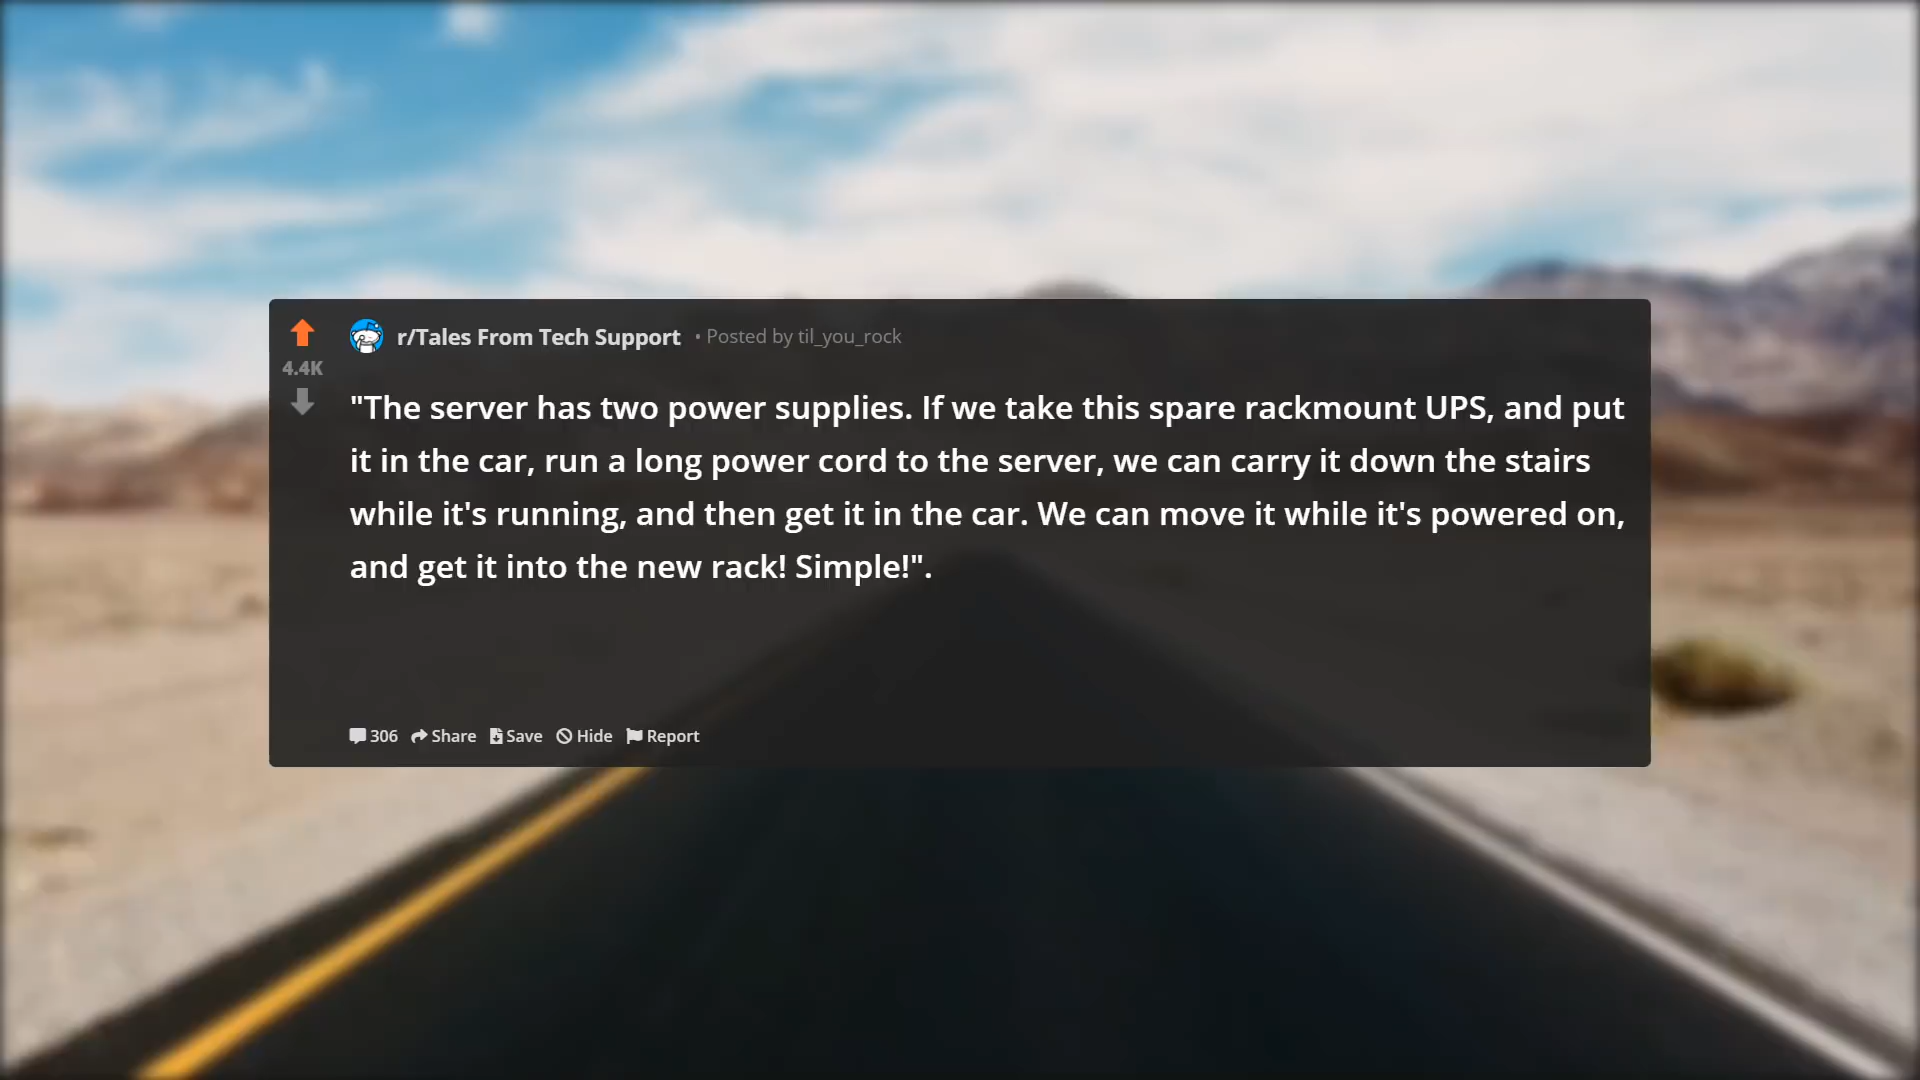 r/Tales From Tech Support • Posted by til_you_rock
4.4K
"The server has two power supplies. If we take this spare rackmount UPS, and put
it in the car, run a long power cord to the server, we can carry it down the stairs
while it's running, and then get it in the car. We can move it while it's powered on,
and get it into the new rack! Simple!".
306 Share Save Hide Report